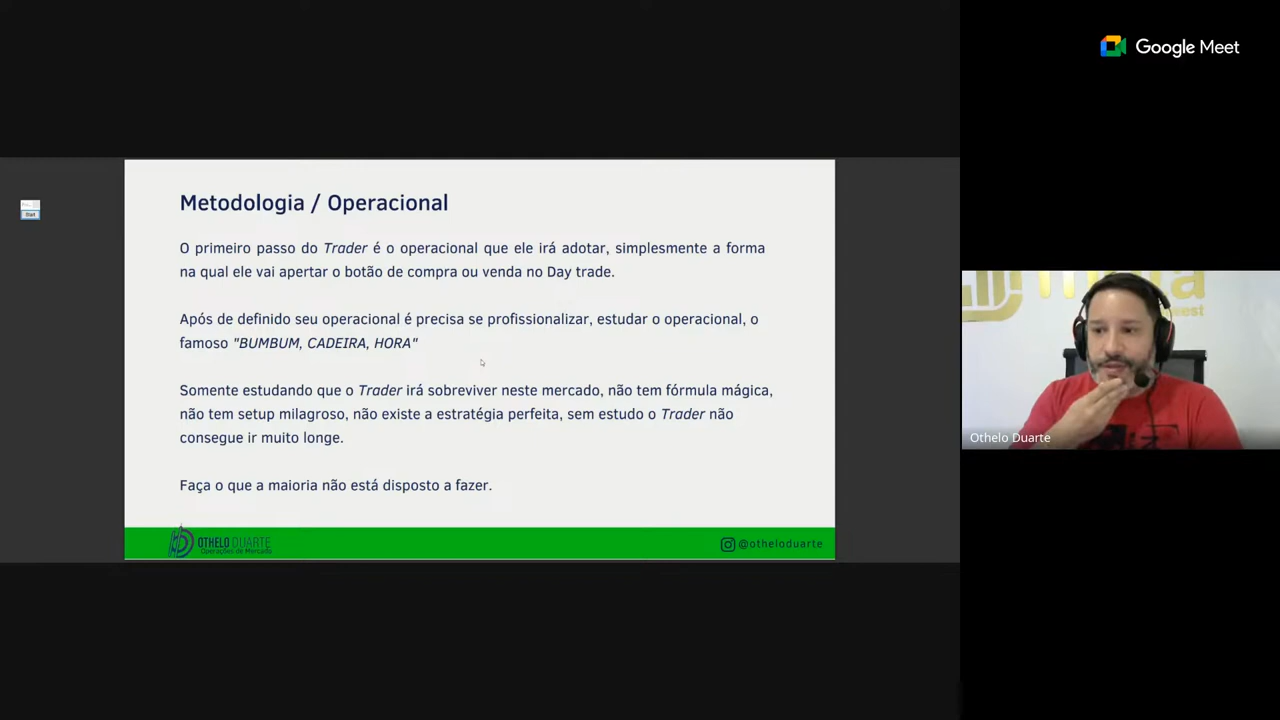 Google Meet
Metodologia / Operacional
O primeiro passo do Trader é o operacional que ele irá adotar, simplesmente a forma
na qual ele vai apertar o botão de compra ou venda no Day trade.
Após de definido seu operacional é precisa se profissionalizar, estudar o operacional, o
famoso "BUMBUM, CADEIRA, HORA"
Somente estudando que o Trader irá sobreviver neste mercado, não tem fórmula mágica,
não tem setup milagroso, não existe a estratégia perfeita, sem estudo o Trader não
consegue ir muito longe.
Faça o que a maioria não está disposto a fazer.
OTHELO DUARTE
Operações de Mercado
@otheloduarte
Othelo Duarte